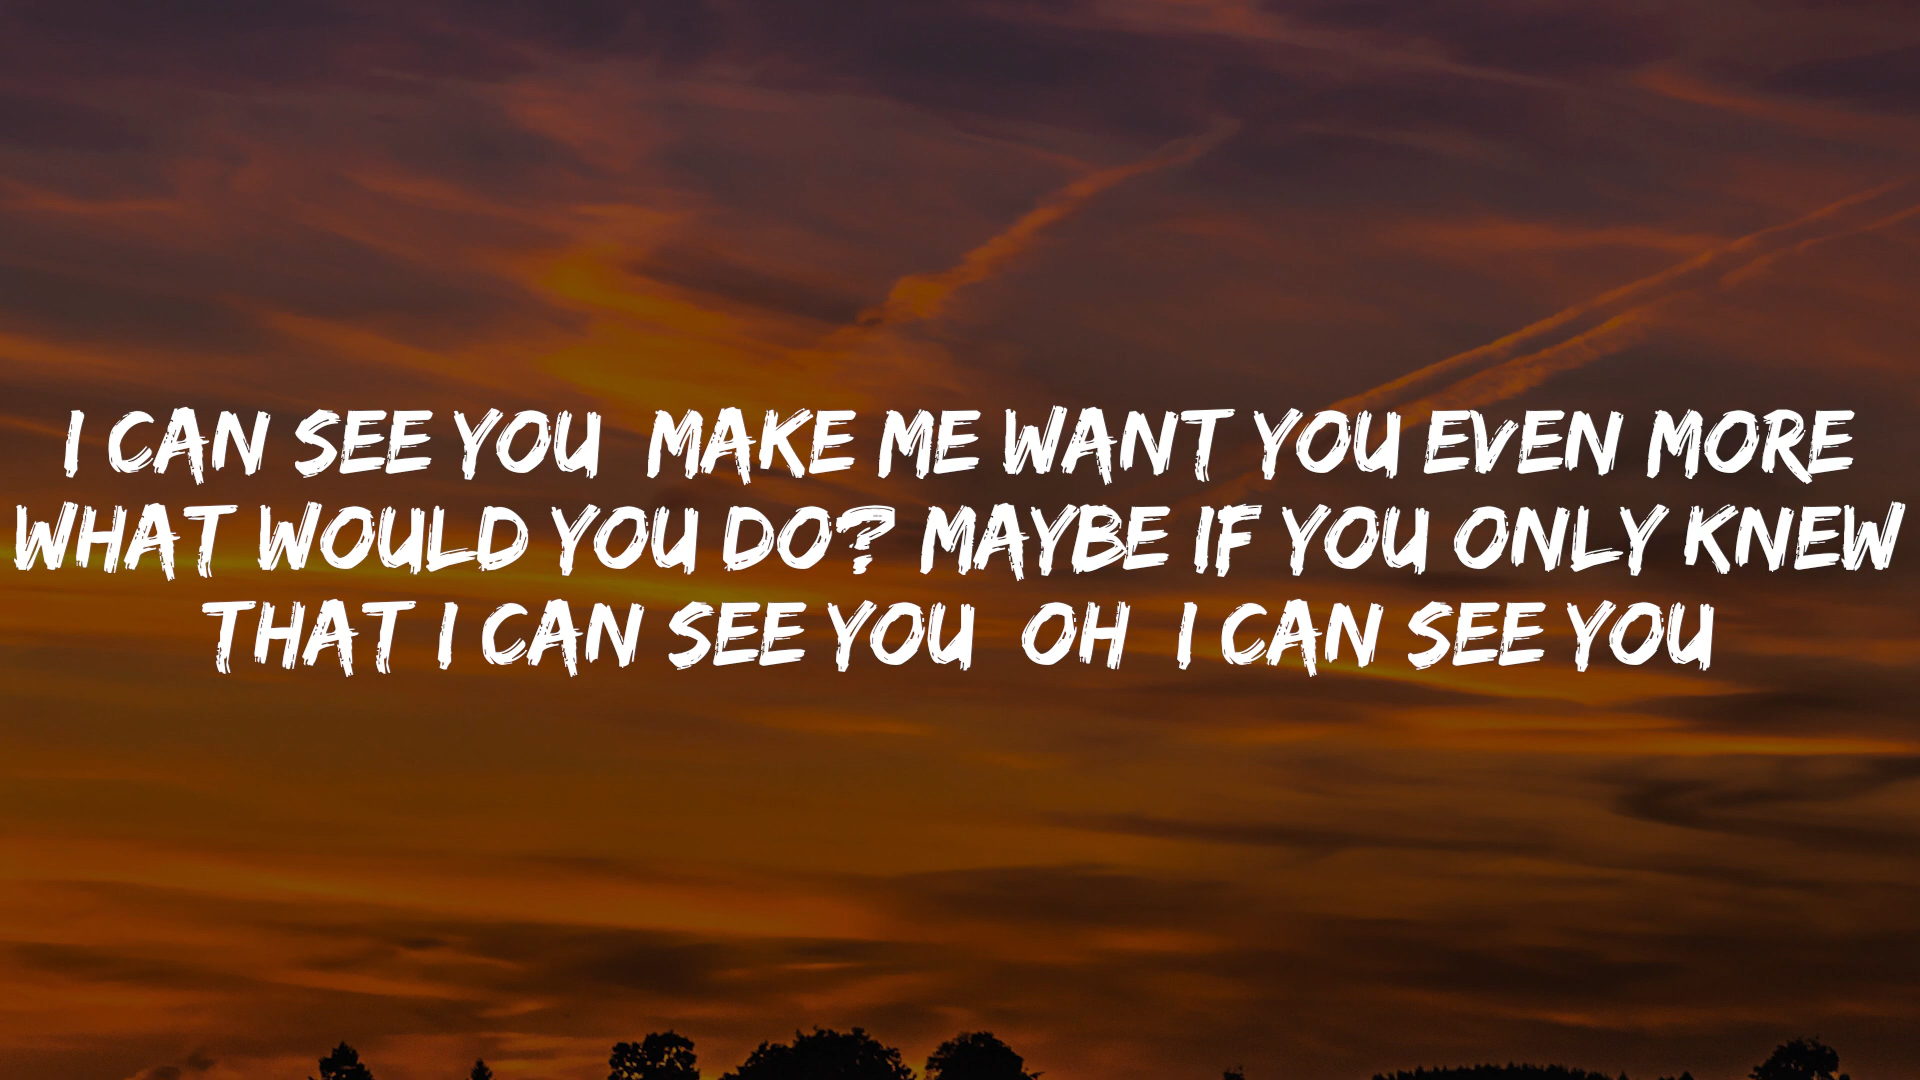 I CAN SEE YOU  MAKE ME WANT YOU EVEN MORE
WHAT WOULD YOU DO? MAYBE IF YOU ONLY KNEW
THAT I CAN SEE YOU  OH  I CAN SEE YOU